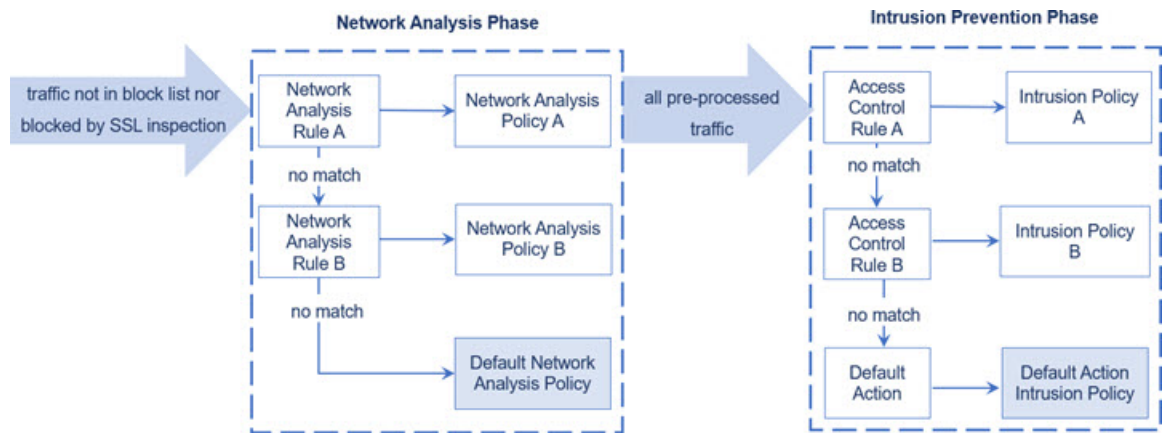 Network Analysis Phase
traffic not in block list nor
blocked by SSL inspection
Network
Analysis
Rule A
Network Analysis
Policy A
no match
Network
Analysis
Rule B
Network Analysis
Policy B
no match
Default Network
Analysis Policy
all pre-processed
traffic
Intrusion Prevention Phase
Access
Control
Rule A
Intrusion Policy
A
no match
Access
Control
Rule B
Intrusion Policy
B
no match
Default
Action
Default Action
Intrusion Policy